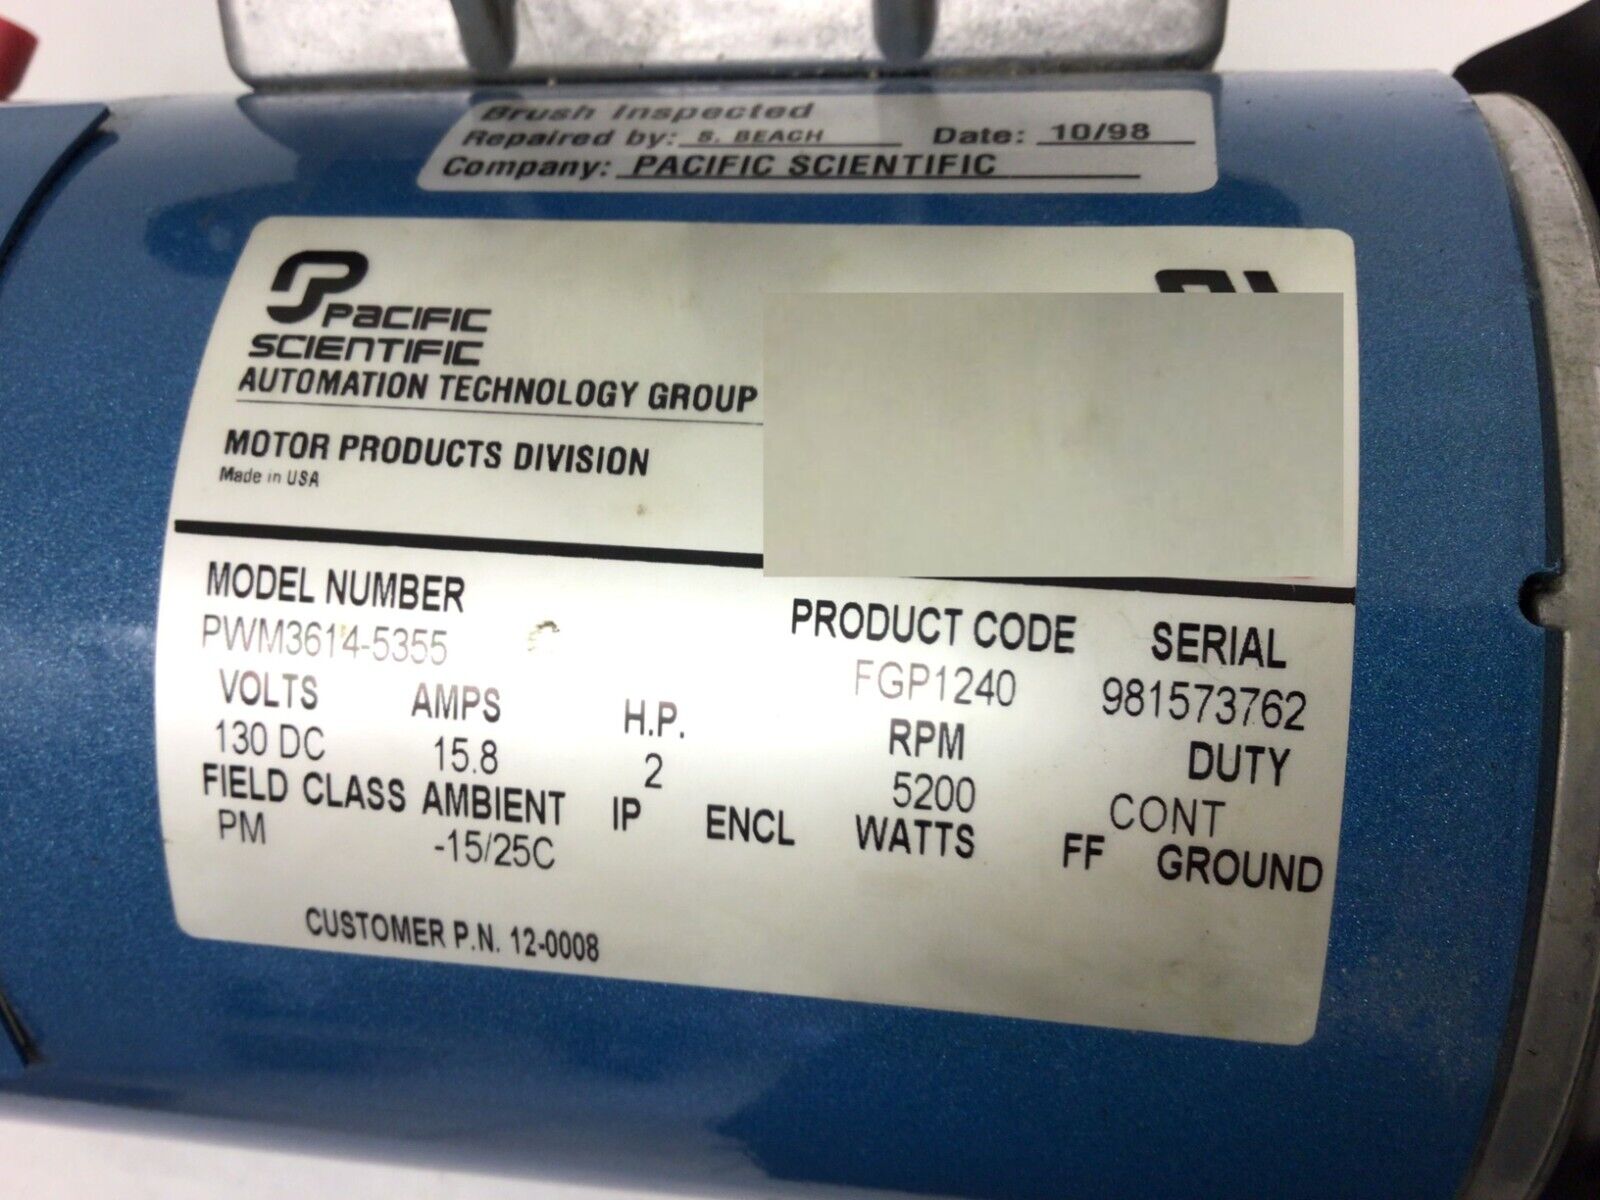 Brush Inspected
Repaired by: S. BEACH Date: 10/98
Company: PACIFIC SCIENTIFIC
PACIFIC
SCIENTIFIC
AUTOMATION TECHNOLOGY GROUP
MOTOR PRODUCTS DIVISION
Made in USA
MODEL NUMBER PRODUCT CODE SERIAL
PWM3614-5355 FGP1240 981573762
VOLTS AMPS H.P. RPM DUTY
130 DC 15.8 2 5200 CONT
FIELD CLASS AMBIENT IP ENCL WATTS FF GROUND
PM -15/25C
CUSTOMER P.N. 12-0008